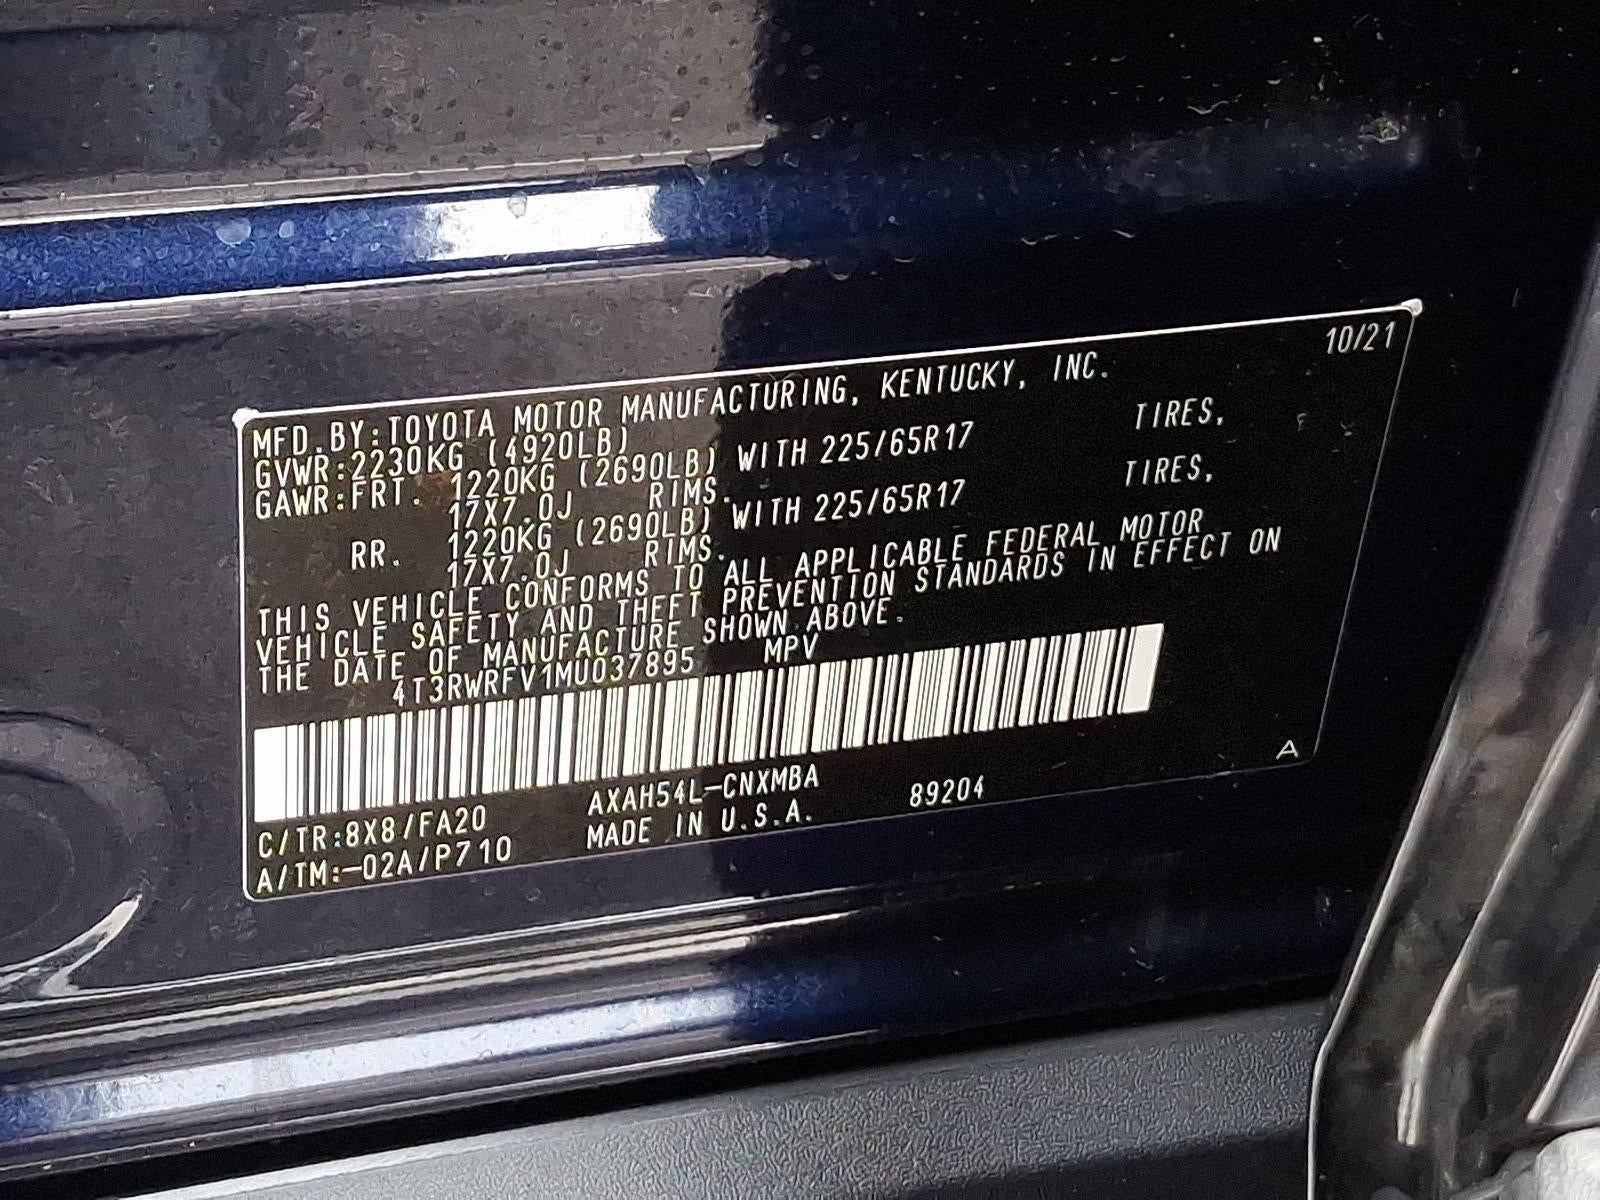 10/21
MFD.BY:TOYOTA MOTOR MANUFACTURING, KENTUCKY, INC.
GVWR:2230KG (4920LB)
GAWR:FRT. 1220KG (2690LB) WITH 225/65R17 TIRES,
17X7.0J RIMS.
RR. 1220KG (2690LB) WITH 225/65R17 TIRES,
17X7.0J RIMS.
THIS VEHICLE CONFORMS TO ALL APPLICABLE FEDERAL MOTOR
VEHICLE SAFETY AND THEFT PREVENTION STANDARDS IN EFFECT ON
THE DATE OF MANUFACTURE SHOWN ABOVE.
4T3RWRFV1MU037895 MPV
A
C/TR:8X8/FA20 AXAH54L-CNXMBA 89204
A/TM:-02A/P710 MADE IN U.S.A.